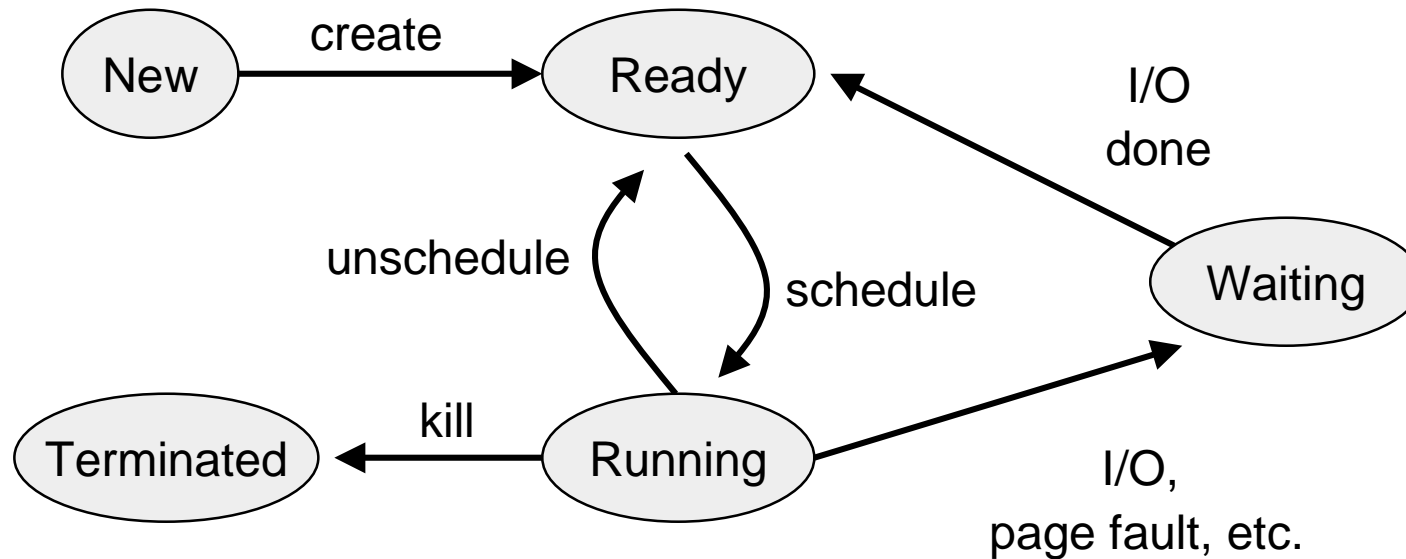 create
New
Ready
I/O
done
unschedule
schedule
Waiting
kill
Terminated
Running
I/O,
page fault, etc.